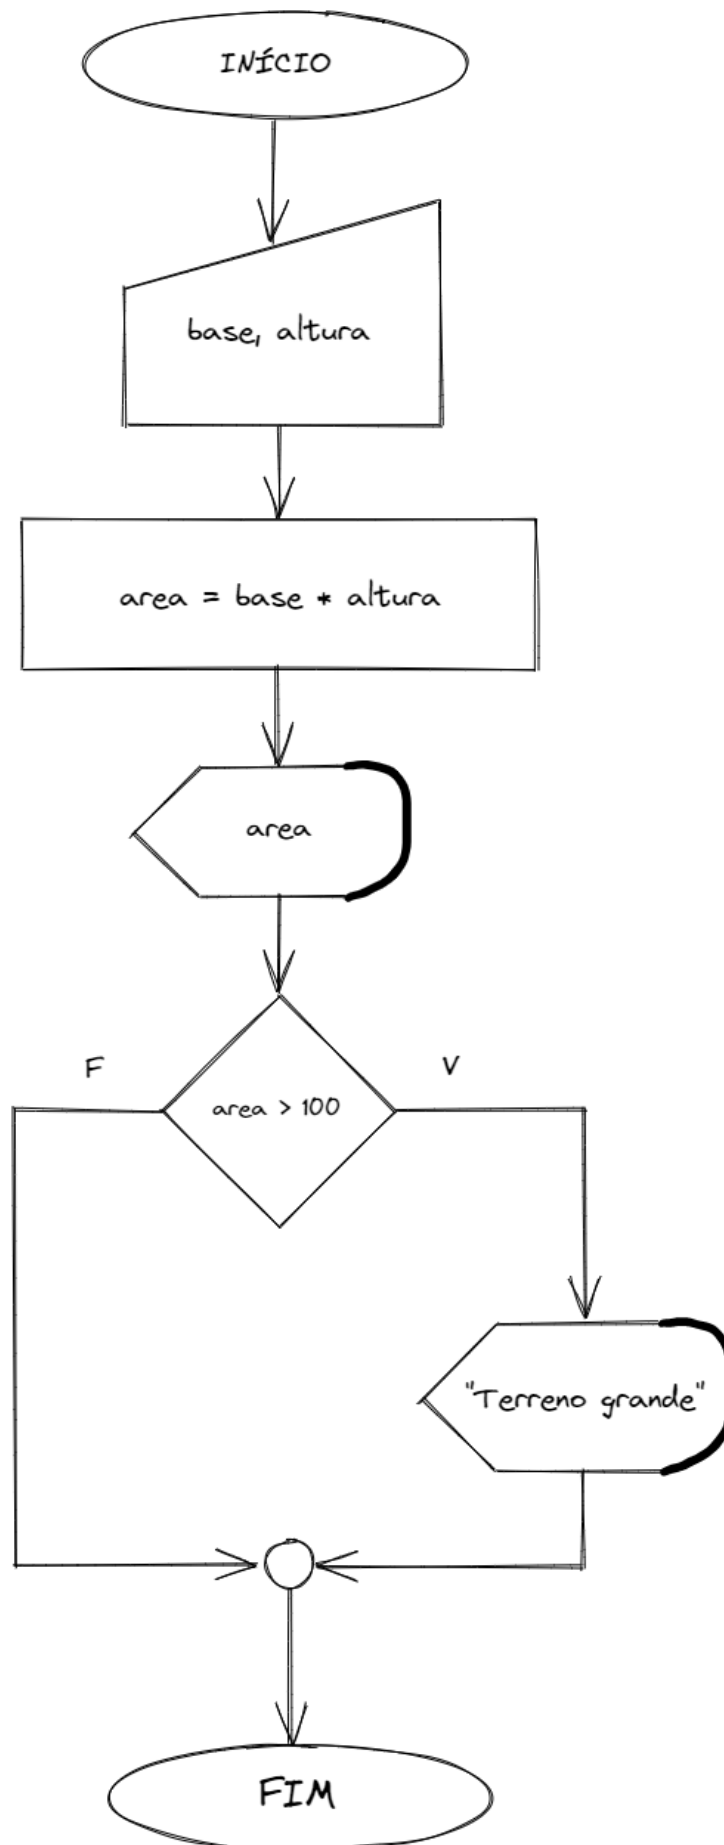 INÍCIO
base, altura
area = base * altura
area
F
V
area > 100
"Terreno grande"
FIM